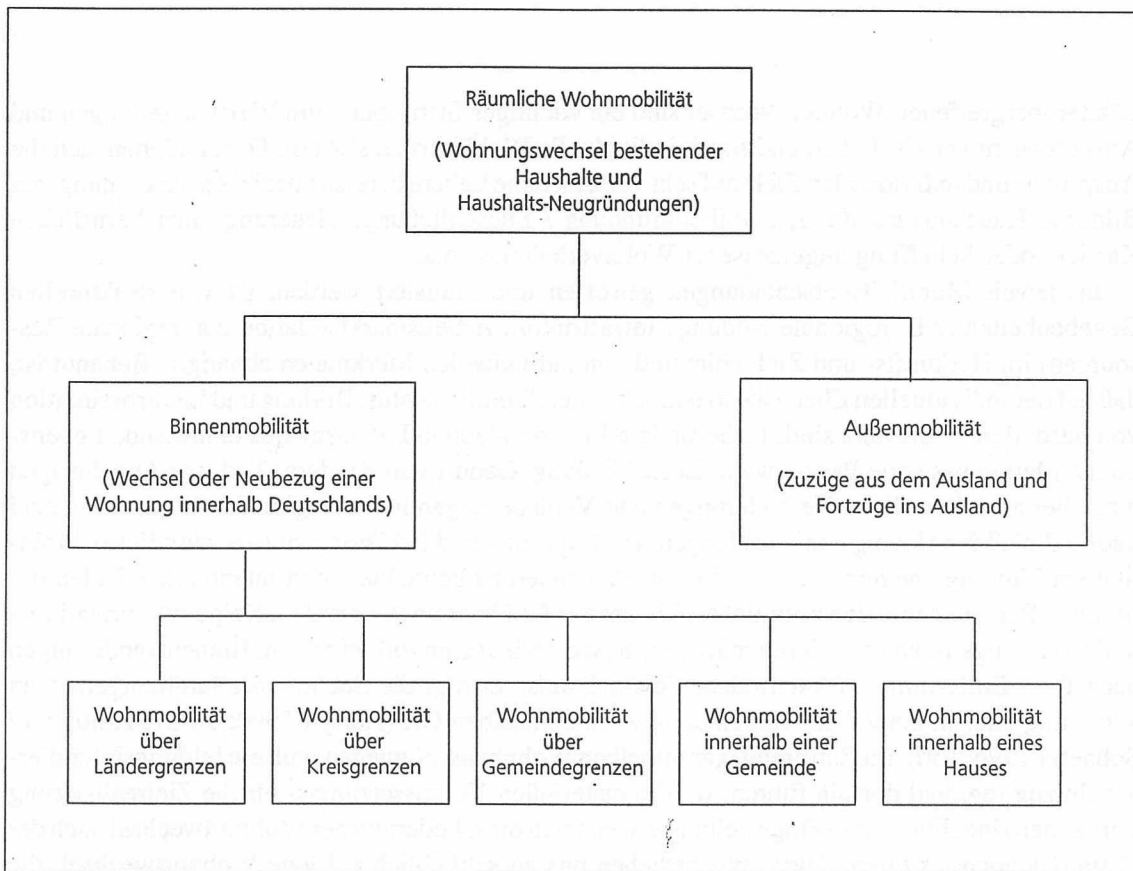 Räumliche Wohnmobilität
(Wohnungswechsel bestehender
Haushalte und
Haushalts-Neugründungen)
Binnenmobilität
(Wechsel oder Neubezug einer
Wohnung innerhalb Deutschlands)
Außenmobilität
(Zuzüge aus dem Ausland und
Fortzüge ins Ausland)
Wohnmobilität
über
Ländergrenzen
Wohnmobilität
über
Kreisgrenzen
Wohnmobilität
über
Gemeindegrenzen
Wohnmobilität
innerhalb einer
Gemeinde
Wohnmobilität
innerhalb eines
Hauses